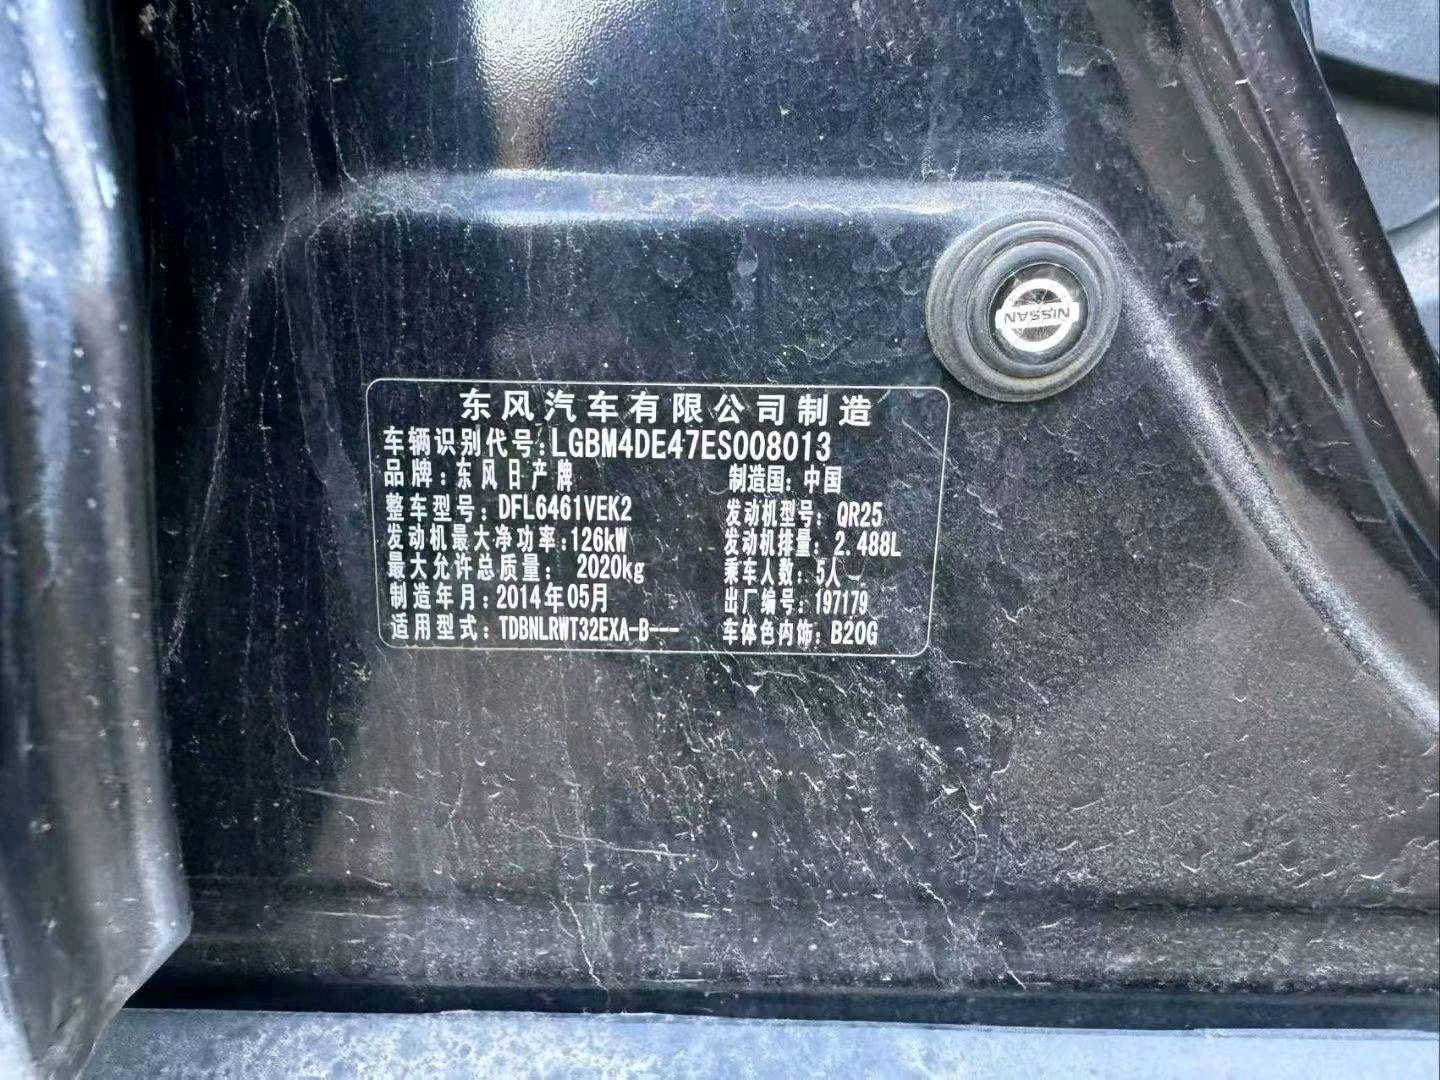 NISSAN
东风汽车有限公司制造
车辆识别代号:LGBM4DE47ES008013
品牌:东风日产牌 制造国:中国
整车型号:DFL6461VEK2 发动机型号:QR25
发动机最大净功率:126kW 发动机排量:2.488L
最大允许总质量: 2020kg 乘车人数:5人
制造年月:2014年05月 出厂编号:197179
适用型式:TDBNLRWT32EXA-B--- 车体色内饰:B20G